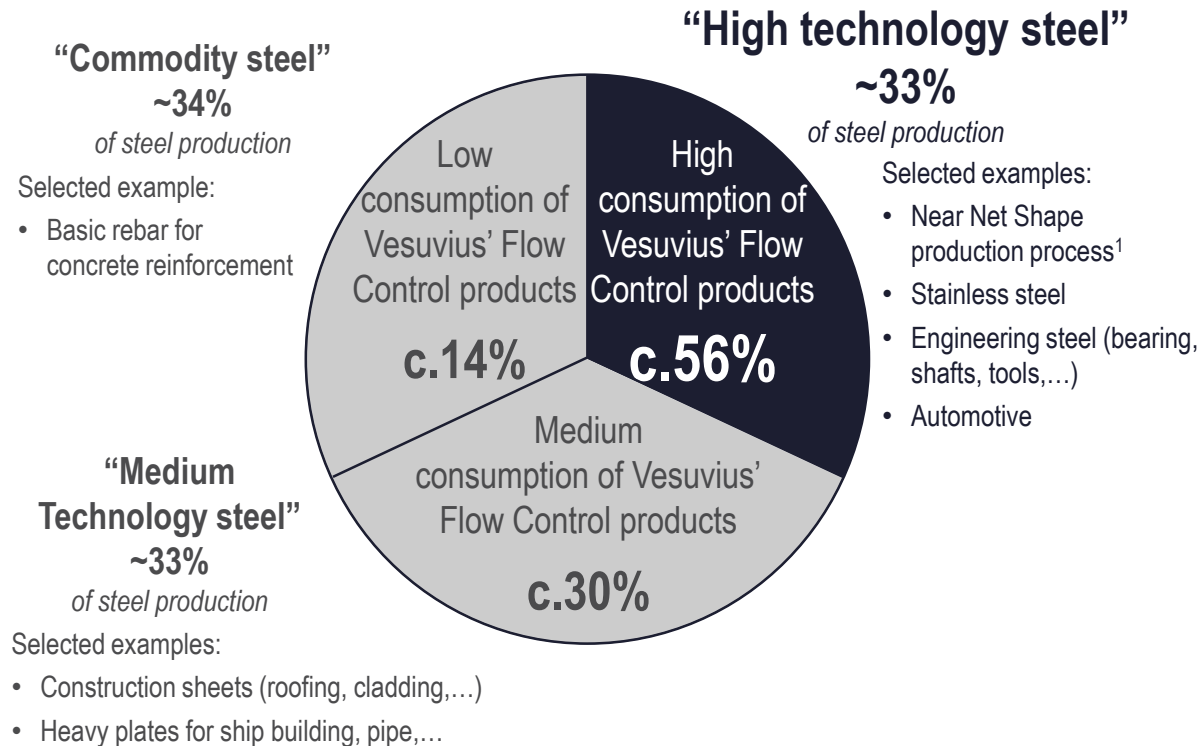 “Commodity steel”
~34%
of steel production
Selected example:
• Basic rebar for
concrete reinforcement
“High technology steel”
~33%
of steel production
Selected examples:
• Near Net Shape
production process¹
• Stainless steel
• Engineering steel (bearing,
shafts, tools,…)
• Automotive
Low
consumption of
Vesuvius’ Flow
Control products
c.14%
High
consumption of
Vesuvius’ Flow
Control products
c.56%
Medium
consumption of Vesuvius’
Flow Control products
c.30%
“Medium
Technology steel”
~33%
of steel production
Selected examples:
• Construction sheets (roofing, cladding,…)
• Heavy plates for ship building, pipe,…